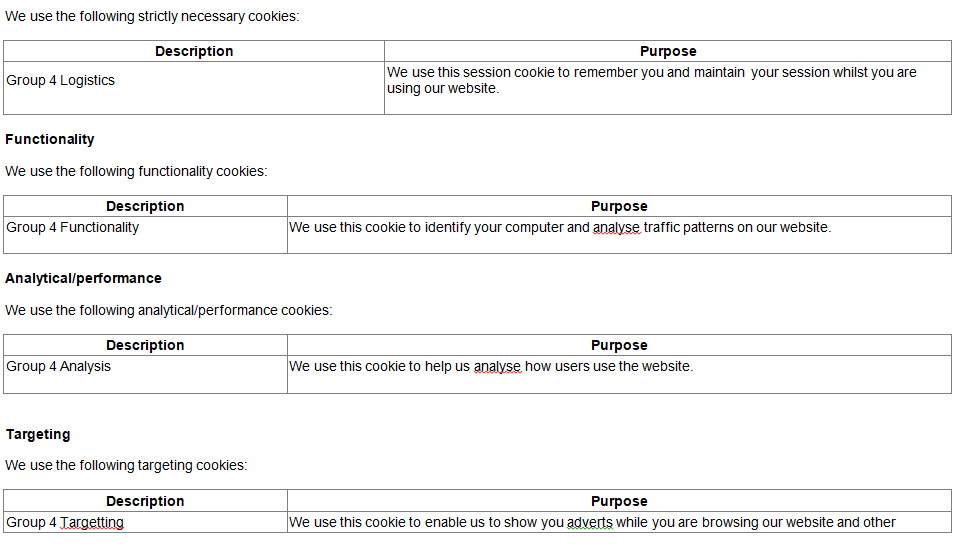 We use the following strictly necessary cookies:
Description Purpose
Group 4 Logistics
We use this session cookie to remember you and maintain your session whilst you are
using our website.
Functionality
We use the following functionality cookies:
Description Purpose
Group 4 Functionality We use this cookie to identify your computer and analyse traffic patterns on our website.
Analytical/performance
We use the following analytical/performance cookies:
Description Purpose
Group 4 Analysis We use this cookie to help us analyse how users use the website.
Targeting
We use the following targeting cookies:
Description Purpose
Group 4 Targetting We use this cookie to enable us to show you adverts while you are browsing our website and other